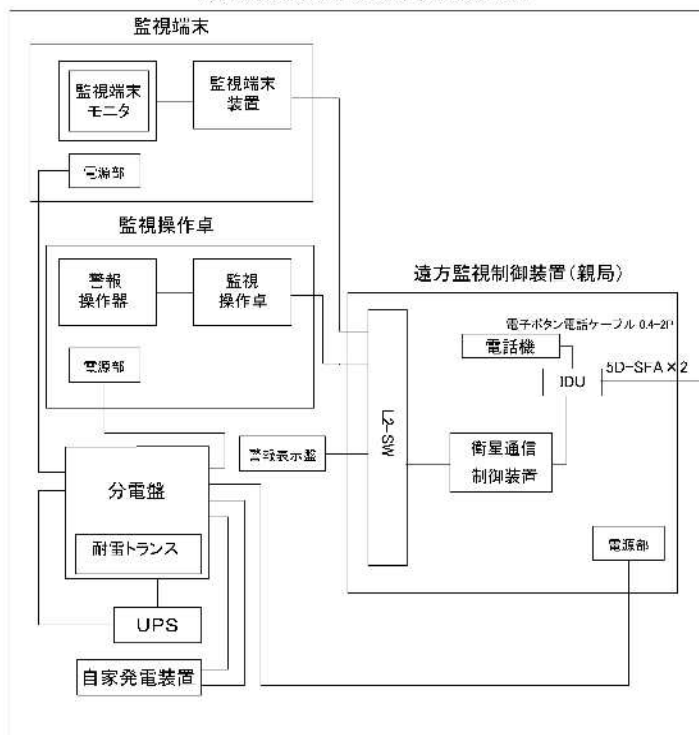 監視端末
監視端末
モニタ
監視端末
装置
電源部
監視操作卓
警報
操作器
監視
操作卓
電源部
遠方監視制御装置(親局)
電子ボタン電話ケーブル 0.4-2P
電話機
IDU
5D-SFA×2
L2-SW
警報表示盤
衛星通信
制御装置
分電盤
耐雷トランス
電源部
UPS
自家発電装置